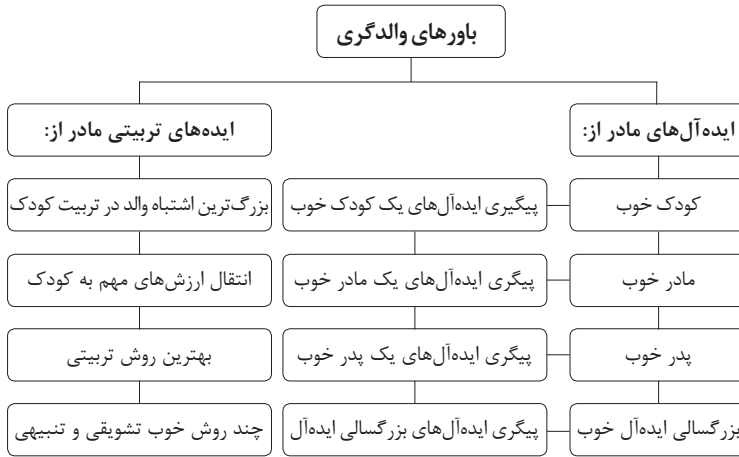 باورهای والدگری
ایده‌آل‌های مادر از:
ایده‌های تربیتی مادر از:
کودک خوب
پیگیری ایده‌آل‌های یک کودک خوب
بزرگ‌ترین اشتباه والد در تربیت کودک
مادر خوب
پیگری ایده‌آل‌های یک مادر خوب
انتقال ارزش‌های مهم به کودک
پدر خوب
پیگری ایده‌آل‌های یک پدر خوب
بهترین روش تربیتی
بزرگسالی ایده‌آل خوب
پیگری ایده‌آل‌های بزرگسالی ایده‌آل
چند روش خوب تشویقی و تنبیهی